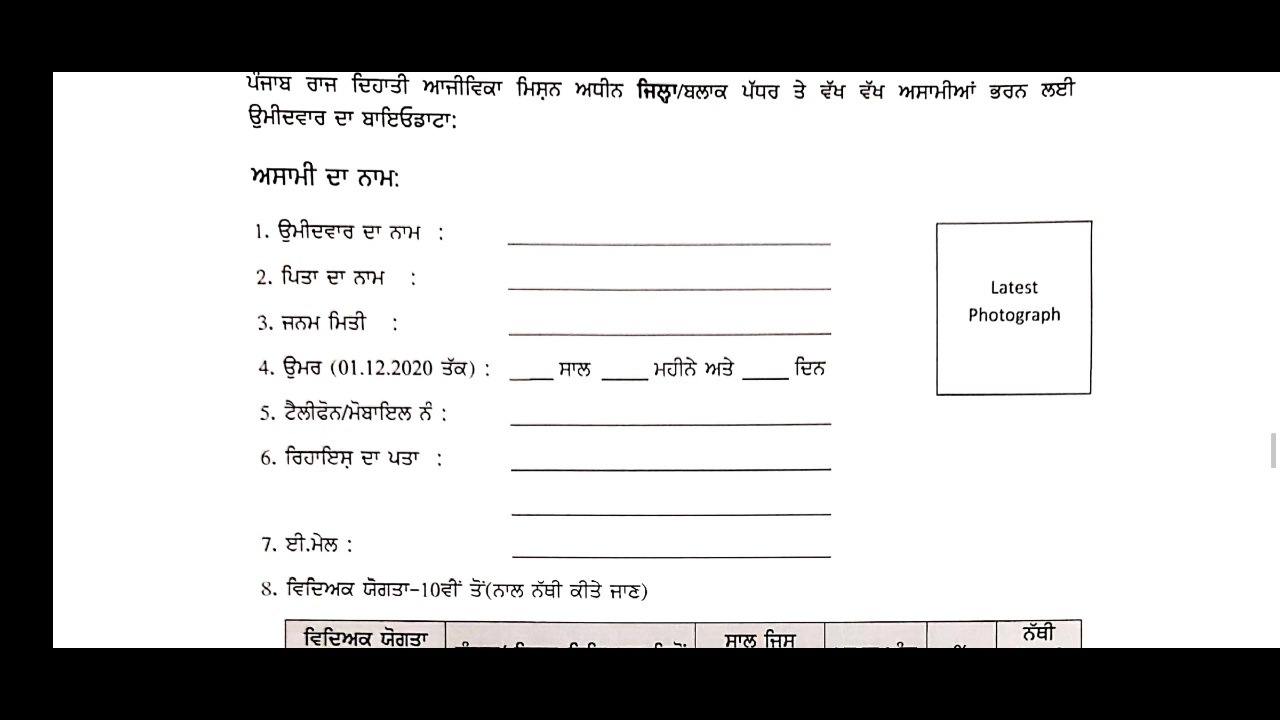 ਪੰਜਾਬ ਰਾਜ ਦਿਹਾਤੀ ਆਜੀਵਿਕਾ ਮਿਸ਼ਨ ਅਧੀਨ ਜਿਲ੍ਹਾ/ਬਲਾਕ ਪੱਧਰ ਤੇ ਵੱਖ ਵੱਖ ਅਸਾਮੀਆਂ ਭਰਨ ਲਈ
ਉਮੀਦਵਾਰ ਦਾ ਬਾਇਓਡਾਟਾ:
ਅਸਾਮੀ ਦਾ ਨਾਮ:
1. ਉਮੀਦਵਾਰ ਦਾ ਨਾਮ :
2. ਪਿਤਾ ਦਾ ਨਾਮ :
3. ਜਨਮ ਮਿਤੀ :
Latest
Photograph
4. ਉਮਰ (01.12.2020 ਤੱਕ) : ____ ਸਾਲ ____ ਮਹੀਨੇ ਅਤੇ ____ ਦਿਨ
5. ਟੈਲੀਫੋਨ/ਮੋਬਾਇਲ ਨੰ :
6. ਰਿਹਾਇਸ਼ ਦਾ ਪਤਾ :
7. ਈ.ਮੇਲ :
8. ਵਿਦਿਅਕ ਯੋਗਤਾ-10ਵੀਂ ਤੋਂ(ਨਾਲ ਨੱਥੀ ਕੀਤੇ ਜਾਣ)
ਵਿਦਿਅਕ ਯੋਗਤਾ ਸਾਲ ਜਿਸ ਨੱਥੀ